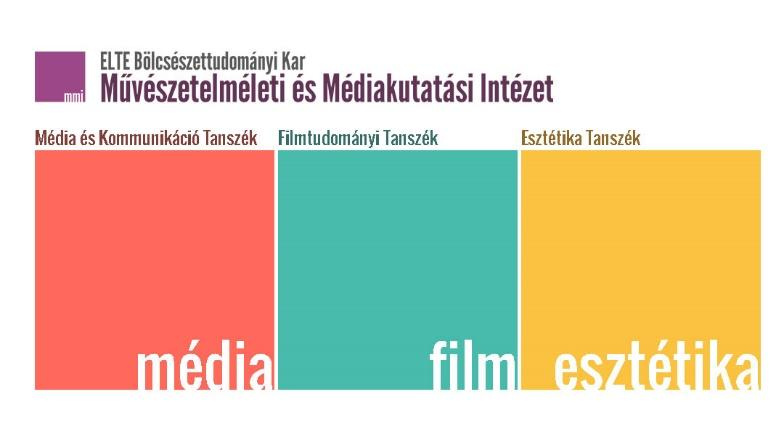 ELTE Bölcsészettudományi Kar
mmi
Művészetelméleti és Médiakutatási Intézet
Média és Kommunikáció Tanszék
Filmtudományi Tanszék
Esztétika Tanszék
média
film
esztétika